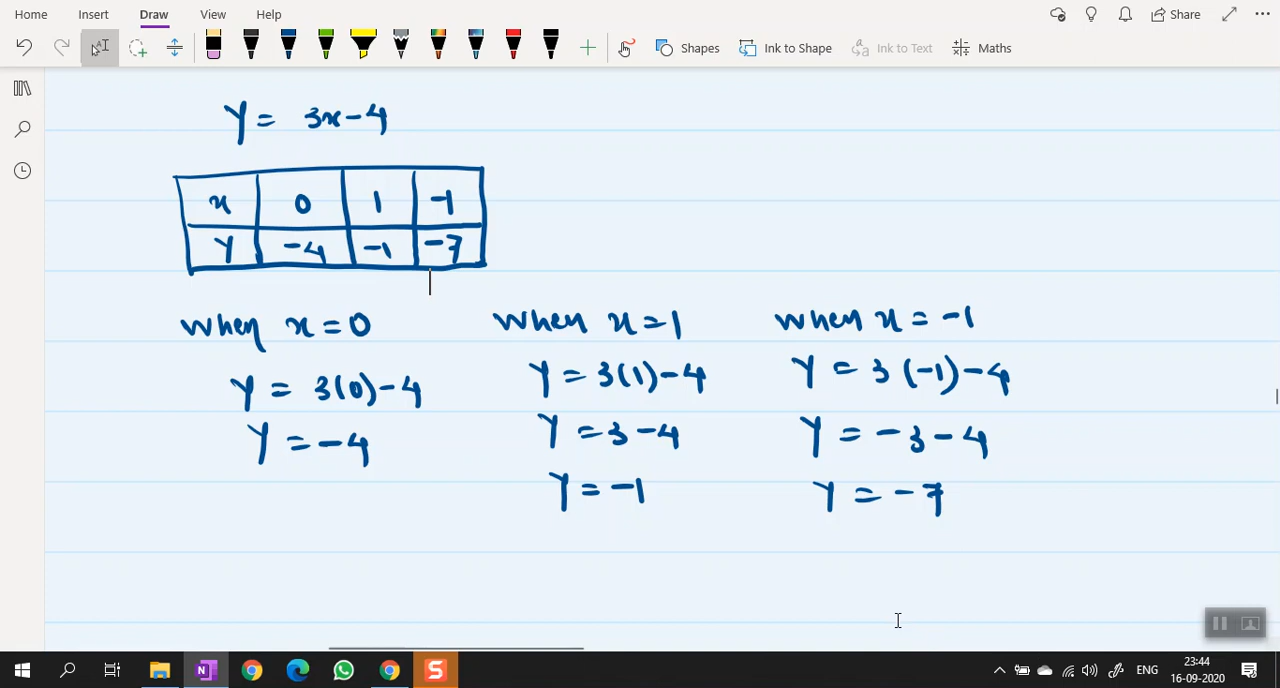 Home Insert Draw View Help
Share
Shapes Ink to Shape Ink to Text Maths
Y = 3x-4
x 0 1 -1
Y -4 -1 -7
When x=0
Y = 3(0)-4
Y = -4
When x=1
Y = 3(1)-4
Y = 3-4
Y = -1
When x = -1
Y = 3(-1)-4
Y = -3-4
Y = -7
ENG
23:44
16-09-2020